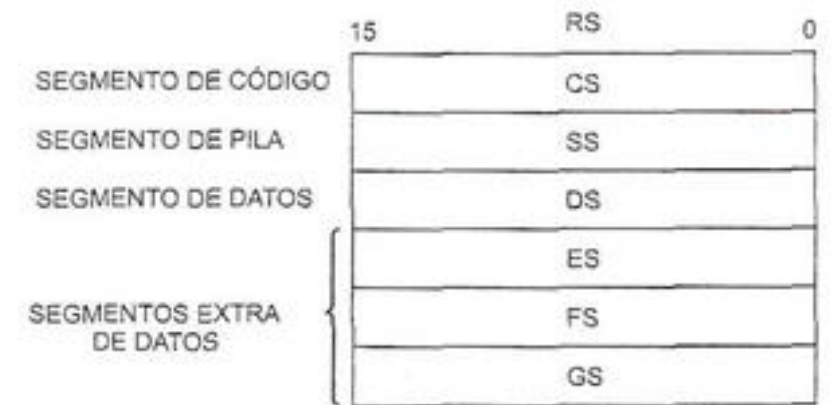 15 RS 0
SEGMENTO DE CÓDIGO CS
SEGMENTO DE PILA SS
SEGMENTO DE DATOS DS
ES
SEGMENTOS EXTRA
DE DATOS
FS
GS